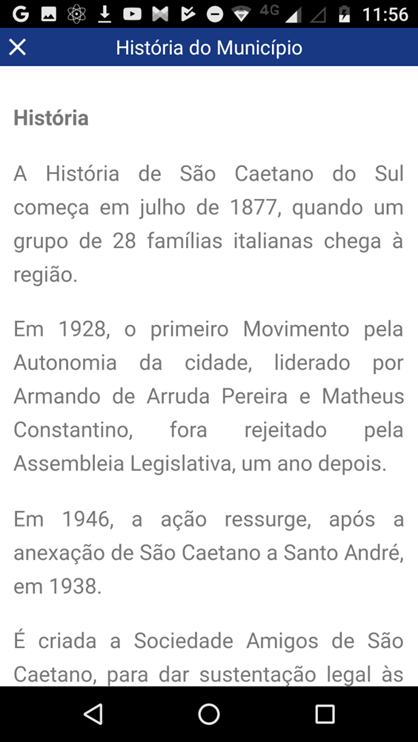 4G 11:56
História do Município
História
A História de São Caetano do Sul
começa em julho de 1877, quando um
grupo de 28 famílias italianas chega à
região.
Em 1928, o primeiro Movimento pela
Autonomia da cidade, liderado por
Armando de Arruda Pereira e Matheus
Constantino, fora rejeitado pela
Assembleia Legislativa, um ano depois.
Em 1946, a ação ressurge, após a
anexação de São Caetano a Santo André,
em 1938.
É criada a Sociedade Amigos de São
Caetano, para dar sustentação legal às